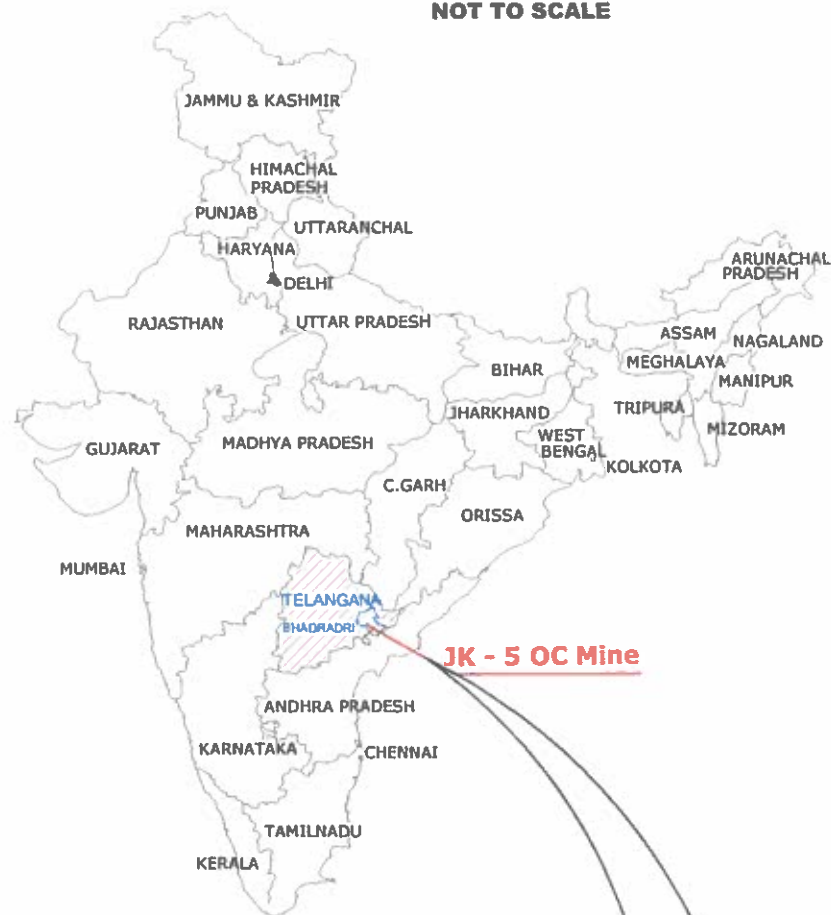 NOT TO SCALE
JAMMU & KASHMIR
HIMACHAL
PRADESH
PUNJAB
UTTARANCHAL
HARYANA
DELHI
ARUNACHAL
PRADESH
RAJASTHAN
UTTAR PRADESH
ASSAM
NAGALAND
MEGHALAYA
BIHAR
MANIPUR
JHARKHAND
TRIPURA
MIZORAM
GUJARAT
MADHYA PRADESH
WEST
BENGAL
KOLKOTA
C.GARH
ORISSA
MAHARASHTRA
MUMBAI
TELANGANA
BHADRADRI
JK - 5 OC Mine
ANDHRA PRADESH
KARNATAKA
CHENNAI
TAMILNADU
KERALA